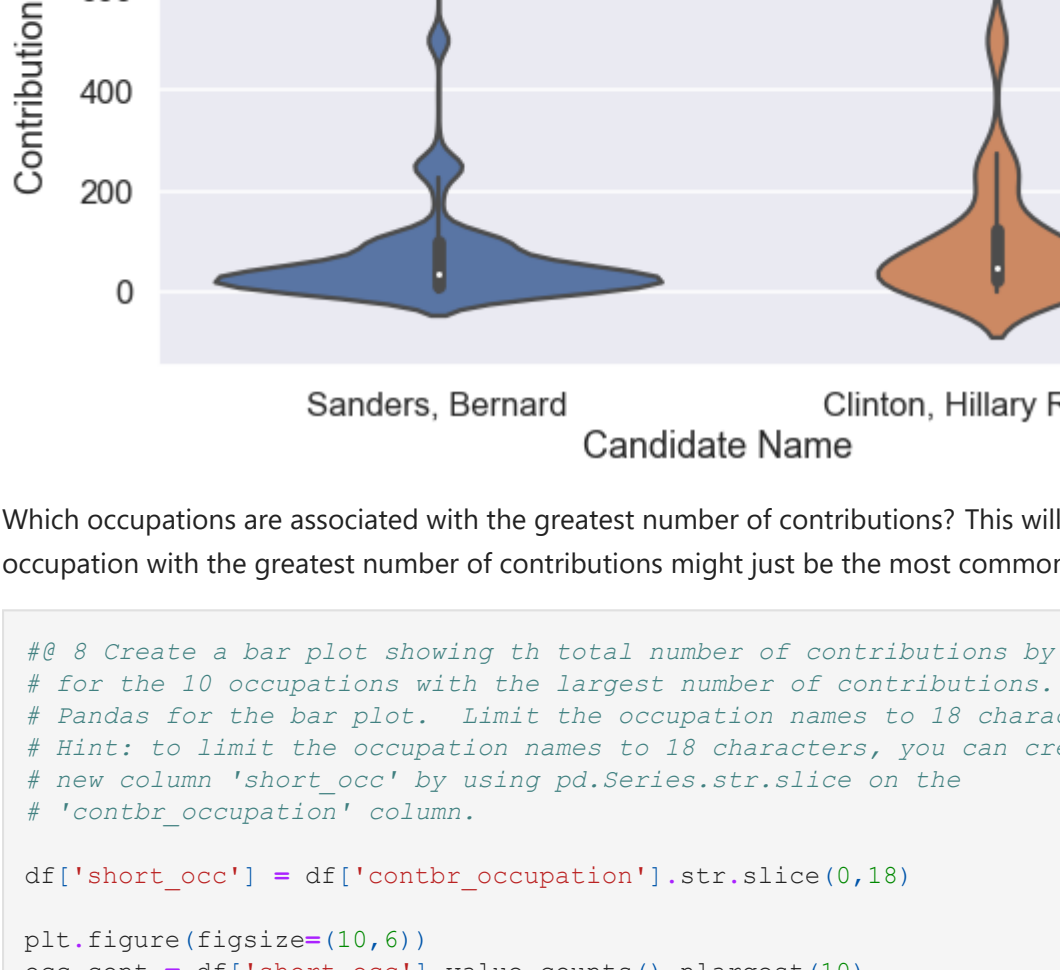 Contribution
400
200
0
Sanders, Bernard
Clinton, Hillary R
Candidate Name
Which occupations are associated with the greatest number of contributions? This will
occupation with the greatest number of contributions might just be the most common
#@ 8 Create a bar plot showing th total number of contributions by
# for the 10 occupations with the largest number of contributions.
# Pandas for the bar plot.  Limit the occupation names to 18 charac
# Hint: to limit the occupation names to 18 characters, you can cre
# new column 'short_occ' by using pd.Series.str.slice on the
# 'contbr_occupation' column.
df['short_occ'] = df['contbr_occupation'].str.slice(0,18)
plt.figure(figsize=(10,6))